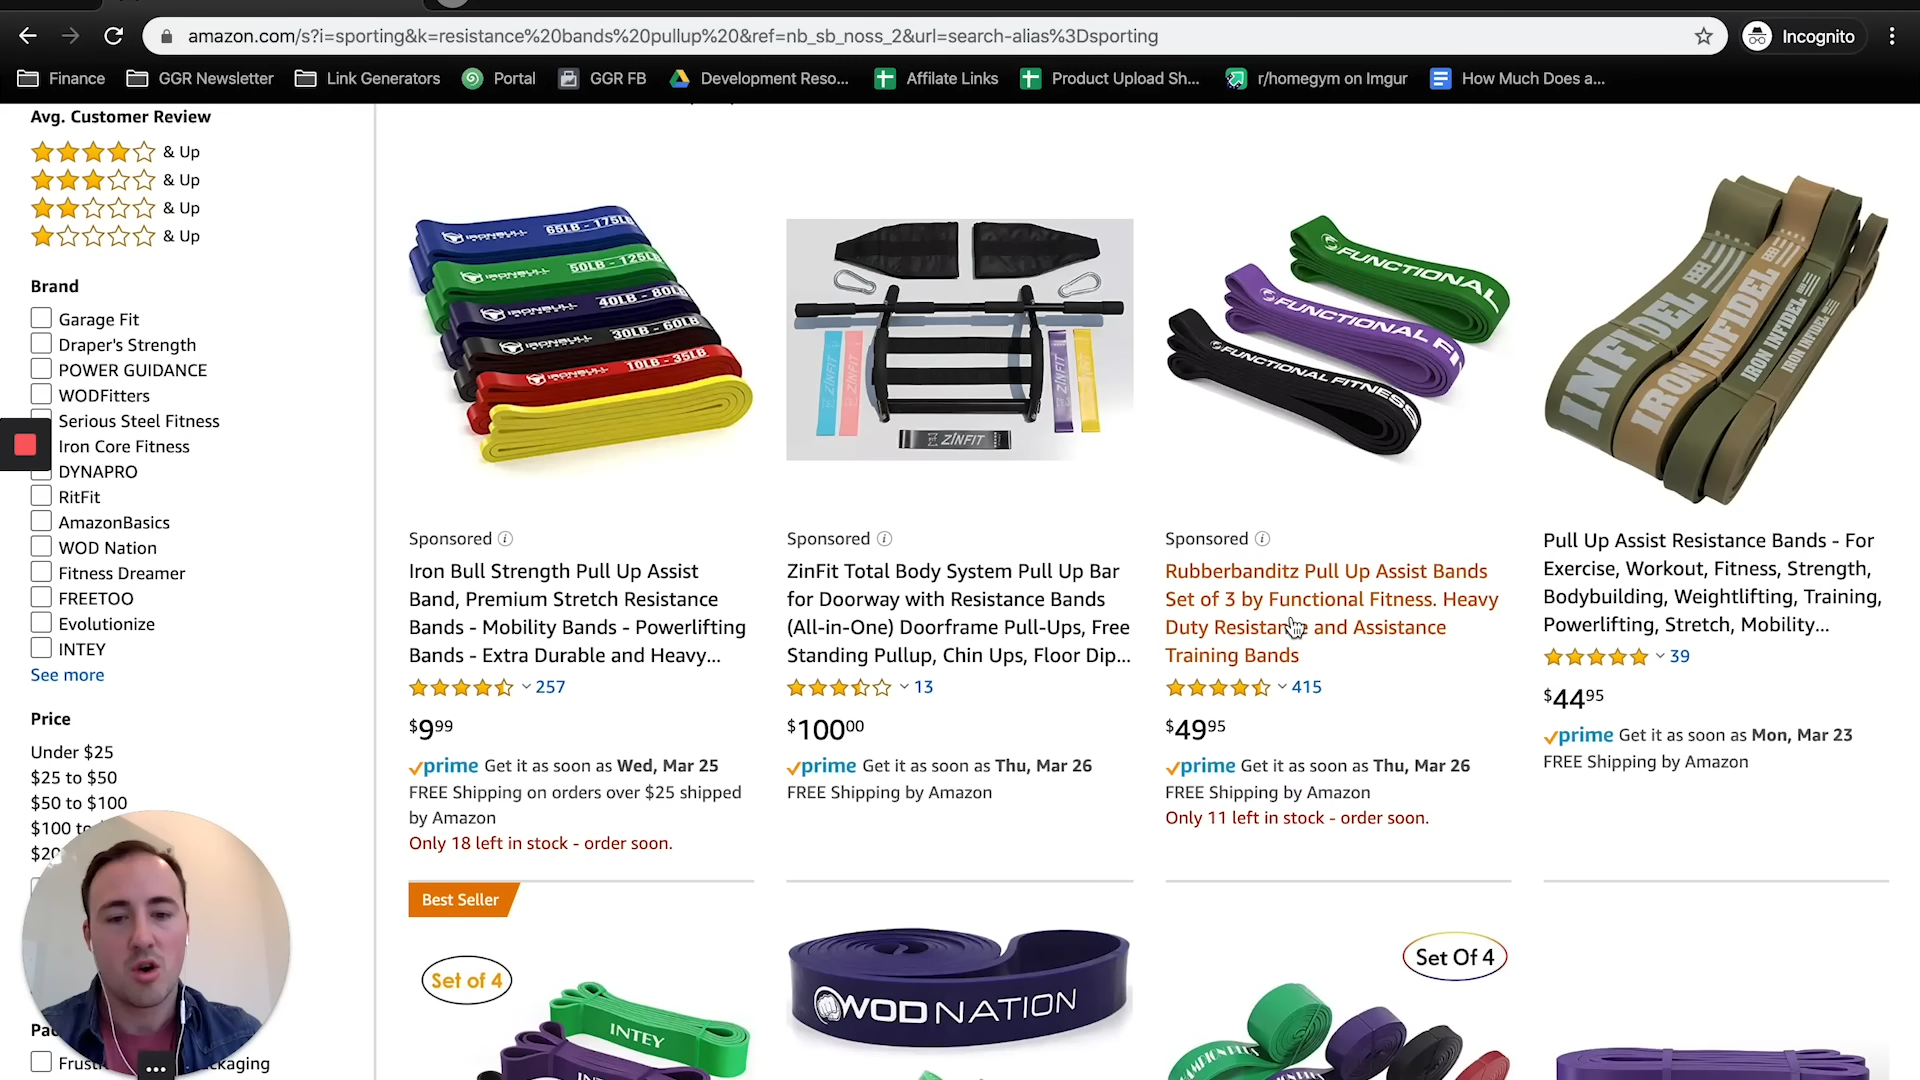 amazon.com/s?i=sporting&k=resistance%20bands%20pullup%20&ref=nb_sb_noss_2&url=search-alias%3Dsporting
Incognito
Finance
GGR Newsletter
Link Generators
Portal
GGR FB
Development Reso...
Affilate Links
Product Upload Sh...
r/homegym on Imgur
How Much Does a...
Avg. Customer Review
& Up
& Up
& Up
& Up
Brand
Garage Fit
Draper's Strength
POWER GUIDANCE
WODFitters
Serious Steel Fitness
Iron Core Fitness
DYNAPRO
RitFit
AmazonBasics
WOD Nation
Fitness Dreamer
FREETOO
Evolutionize
INTEY
See more
Price
Under $25
$25 to $50
$50 to $100
$100 to
65LB - 175LB
IRONBULL
50LB - 125LB
IRONBULL
40LB - 80LB
IRONBULL
30LB - 60LB
IRONBULL
10LB - 35LB
IRONBULL
Sponsored
Iron Bull Strength Pull Up Assist
Band, Premium Stretch Resistance
Bands - Mobility Bands - Powerlifting
Bands - Extra Durable and Heavy...
257
$9.99
prime Get it as soon as Wed, Mar 25
FREE Shipping on orders over $25 shipped
by Amazon
Only 18 left in stock - order soon.
ZINFIT
ZINFIT
ZINFIT
Sponsored
ZinFit Total Body System Pull Up Bar
for Doorway with Resistance Bands
(All-in-One) Doorframe Pull-Ups, Free
Standing Pullup, Chin Ups, Floor Dip...
13
$100.00
prime Get it as soon as Thu, Mar 26
FREE Shipping by Amazon
FUNCTIONAL
FUNCTIONAL FI
FUNCTIONAL FITNESS
Sponsored
Rubberbanditz Pull Up Assist Bands
Set of 3 by Functional Fitness. Heavy
Duty Resistance and Assistance
Training Bands
415
$49.95
prime Get it as soon as Thu, Mar 26
FREE Shipping by Amazon
Only 11 left in stock - order soon.
INFIDEL
IRON INFIDEL
IRON INFIDEL
IRON INFIDEL
Pull Up Assist Resistance Bands - For
Exercise, Workout, Fitness, Strength,
Bodybuilding, Weightlifting, Training,
Powerlifting, Stretch, Mobility...
39
$44.95
prime Get it as soon as Mon, Mar 23
FREE Shipping by Amazon
Best Seller
Set of 4
INTEY
WOD NATION
Set Of 4